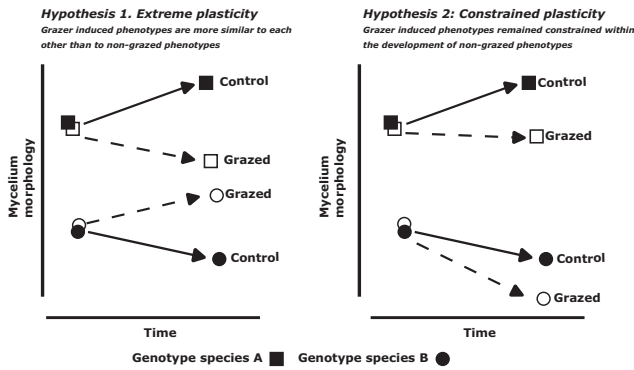 Hypothesis 1. Extreme plasticity
Grazer induced phenotypes are more similar to each
other than to non-grazed phenotypes
Control
Grazed
Grazed
Control
Mycelium
morphology
Time
Hypothesis 2: Constrained plasticity
Grazer induced phenotypes remained constrained within
the development of non-grazed phenotypes
Control
Grazed
Control
Grazed
Mycelium
morphology
Time
Genotype species A
Genotype species B